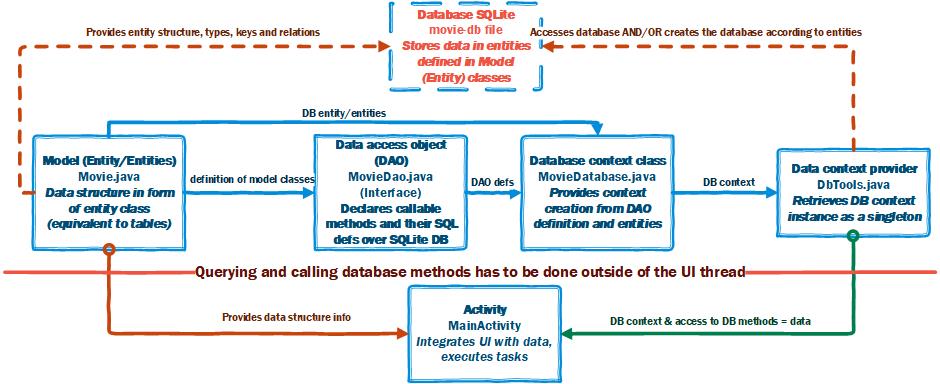 Database SQLite
movie-db file
Stores data in entities
defined in Model
(Entity) classes
Provides entity structure, types, keys and relations
Accesses database AND/OR creates the database according to entities
DB entity/entities
Model (Entity/Entities)
Movie.java
Data structure in form
of entity class
(equivalent to tables)
definition of model classes
Data access object
(DAO)
MovieDao.java
(Interface)
Declares callable
methods and their SQL
defs over SQLite DB
DAO defs
Database context class
MovieDatabase.java
Provides context
creation from DAO
definition and entities
DB context
Data context provider
DbTools.java
Retrieves DB context
instance as a singleton
Querying and calling database methods has to be done outside of the UI thread
Provides data structure info
Activity
MainActivity
Integrates UI with data,
executes tasks
DB context & access to DB methods = data